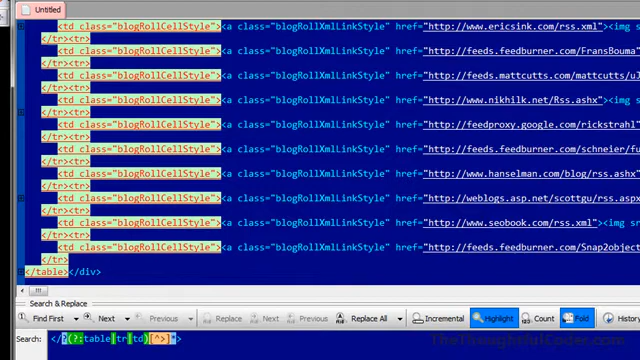 Untitled
<td class="blogRollCellStyle"><a class="blogRollXmlLinkStyle" href="http://www.ericsink.com/rss.xml"><img s
</tr><tr>
<td class="blogRollCellStyle"><a class="blogRollXmlLinkStyle" href="http://feeds.feedburner.com/FransBouma"
</tr><tr>
<td class="blogRollCellStyle"><a class="blogRollXmlLinkStyle" href="http://feeds.mattcutts.com/mattcutts/uJ
</tr><tr>
<td class="blogRollCellStyle"><a class="blogRollXmlLinkStyle" href="http://www.nikhilk.net/Rss.ashx"><img s
</tr><tr>
<td class="blogRollCellStyle"><a class="blogRollXmlLinkStyle" href="http://feedproxy.google.com/rickstrahl"
</tr><tr>
<td class="blogRollCellStyle"><a class="blogRollXmlLinkStyle" href="http://feeds.feedburner.com/schneier/fu
</tr><tr>
<td class="blogRollCellStyle"><a class="blogRollXmlLinkStyle" href="http://www.hanselman.com/blog/rss.ashx"
</tr><tr>
<td class="blogRollCellStyle"><a class="blogRollXmlLinkStyle" href="http://weblogs.asp.net/scottgu/rss.aspx
</tr><tr>
<td class="blogRollCellStyle"><a class="blogRollXmlLinkStyle" href="http://www.seobook.com/rss.xml"><img sr
</tr><tr>
<td class="blogRollCellStyle"><a class="blogRollXmlLinkStyle" href="http://feeds.feedburner.com/Snap2object
</tr>
</table></div>
Search & Replace
Find First Next Previous Replace Previous Replace All Incremental Highlight Count Fold History
Search: </?(?:table|tr|td)[^>]*>
TheThoughtfulCoder.com